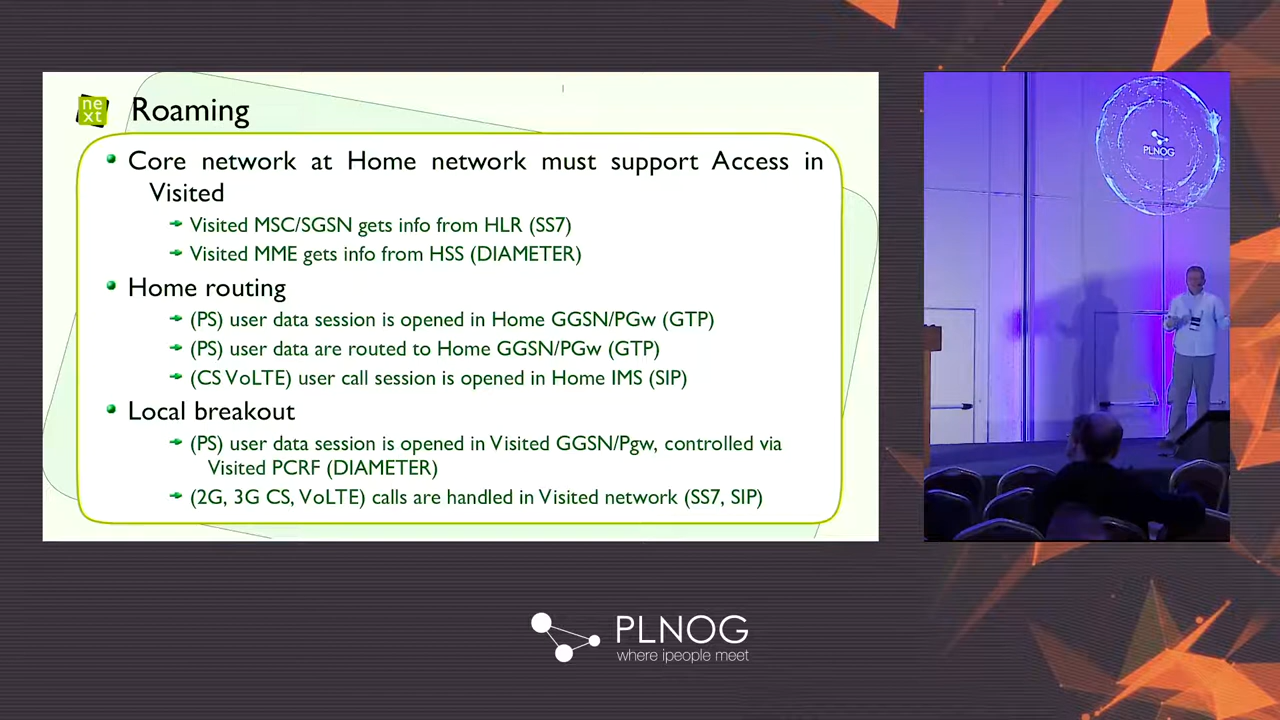 ne
xt
Roaming
Core network at Home network must support Access in
Visited
Visited MSC/SGSN gets info from HLR (SS7)
Visited MME gets info from HSS (DIAMETER)
Home routing
(PS) user data session is opened in Home GGSN/PGw (GTP)
(PS) user data are routed to Home GGSN/PGw (GTP)
(CS VoLTE) user call session is opened in Home IMS (SIP)
Local breakout
(PS) user data session is opened in Visited GGSN/Pgw, controlled via
Visited PCRF (DIAMETER)
(2G, 3G CS, VoLTE) calls are handled in Visited network (SS7, SIP)
PLNOG
PLNOG
where ipeople meet